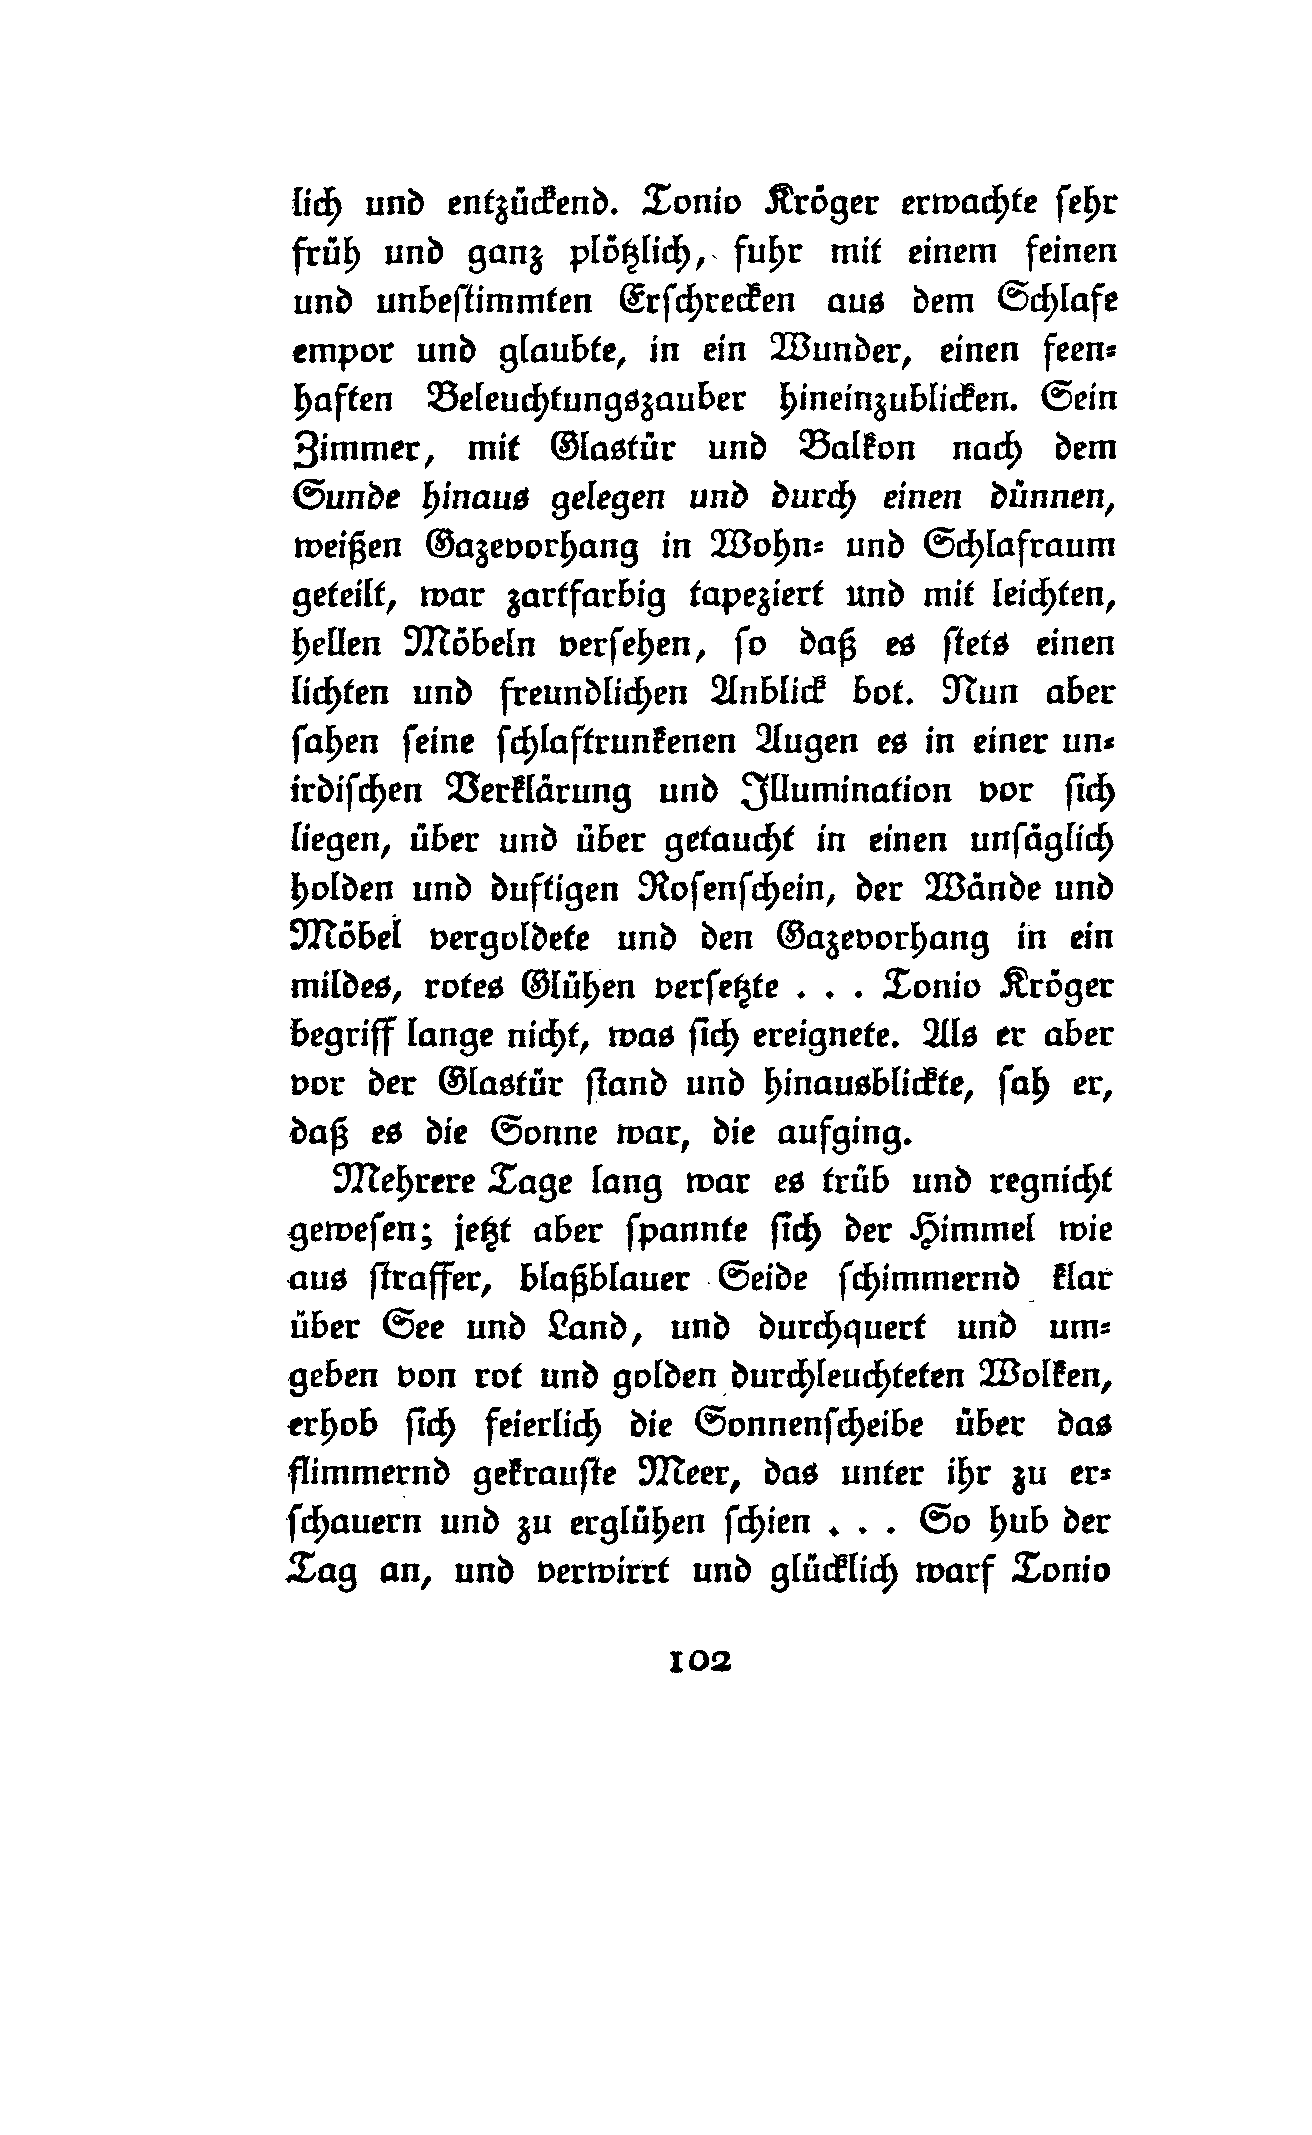 lich und entzückend. Tonio Kröger erwachte sehr
früh und ganz plötzlich, fuhr mit einem feinen
und unbestimmten Erschrecken aus dem Schlafe
empor und glaubte, in ein Wunder, einen feen-
haften Beleuchtungszauber hineinzublicken. Sein
Zimmer, mit Glastür und Balkon nach dem
Sunde hinaus gelegen und durch einen dünnen,
weißen Gazevorhang in Wohn- und Schlafraum
geteilt, war zartfarbig tapeziert und mit leichten,
hellen Möbeln versehen, so daß es stets einen
lichten und freundlichen Anblick bot. Nun aber
sahen seine schlaftrunkenen Augen es in einer un-
irdischen Verklärung und Illumination vor sich
liegen, über und über getaucht in einen unsäglich
holden und duftigen Rosenschein, der Wände und
Möbel vergoldete und den Gazevorhang in ein
mildes, rotes Glühen versetzte . . . Tonio Kröger
begriff lange nicht, was sich ereignete. Als er aber
vor der Glastür stand und hinausblickte, sah er,
daß es die Sonne war, die aufging.
Mehrere Tage lang war es trüb und regnicht
gewesen; jetzt aber spannte sich der Himmel wie
aus straffer, blaßblauer Seide schimmernd klar
über See und Land, und durchquert und um-
geben von rot und golden durchleuchteten Wolken,
erhob sich feierlich die Sonnenscheibe über das
flimmernd gekrauste Meer, das unter ihr zu er-
schauern und zu erglühen schien . . . So hub der
Tag an, und verwirrt und glücklich warf Tonio
102